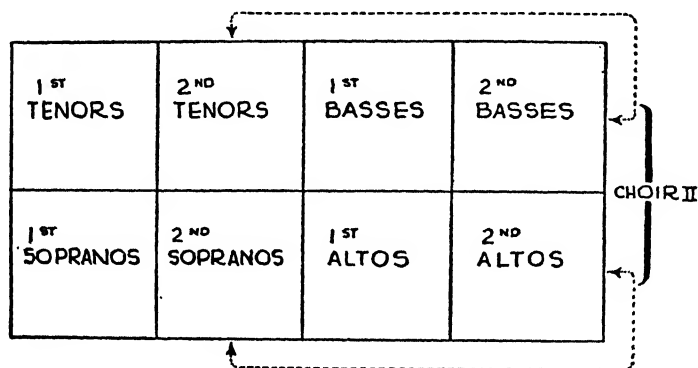 1ST
TENORS
2ND
TENORS
1ST
BASSES
2ND
BASSES
CHOIR II
1ST
SOPRANOS
2ND
SOPRANOS
1ST
ALTOS
2ND
ALTOS